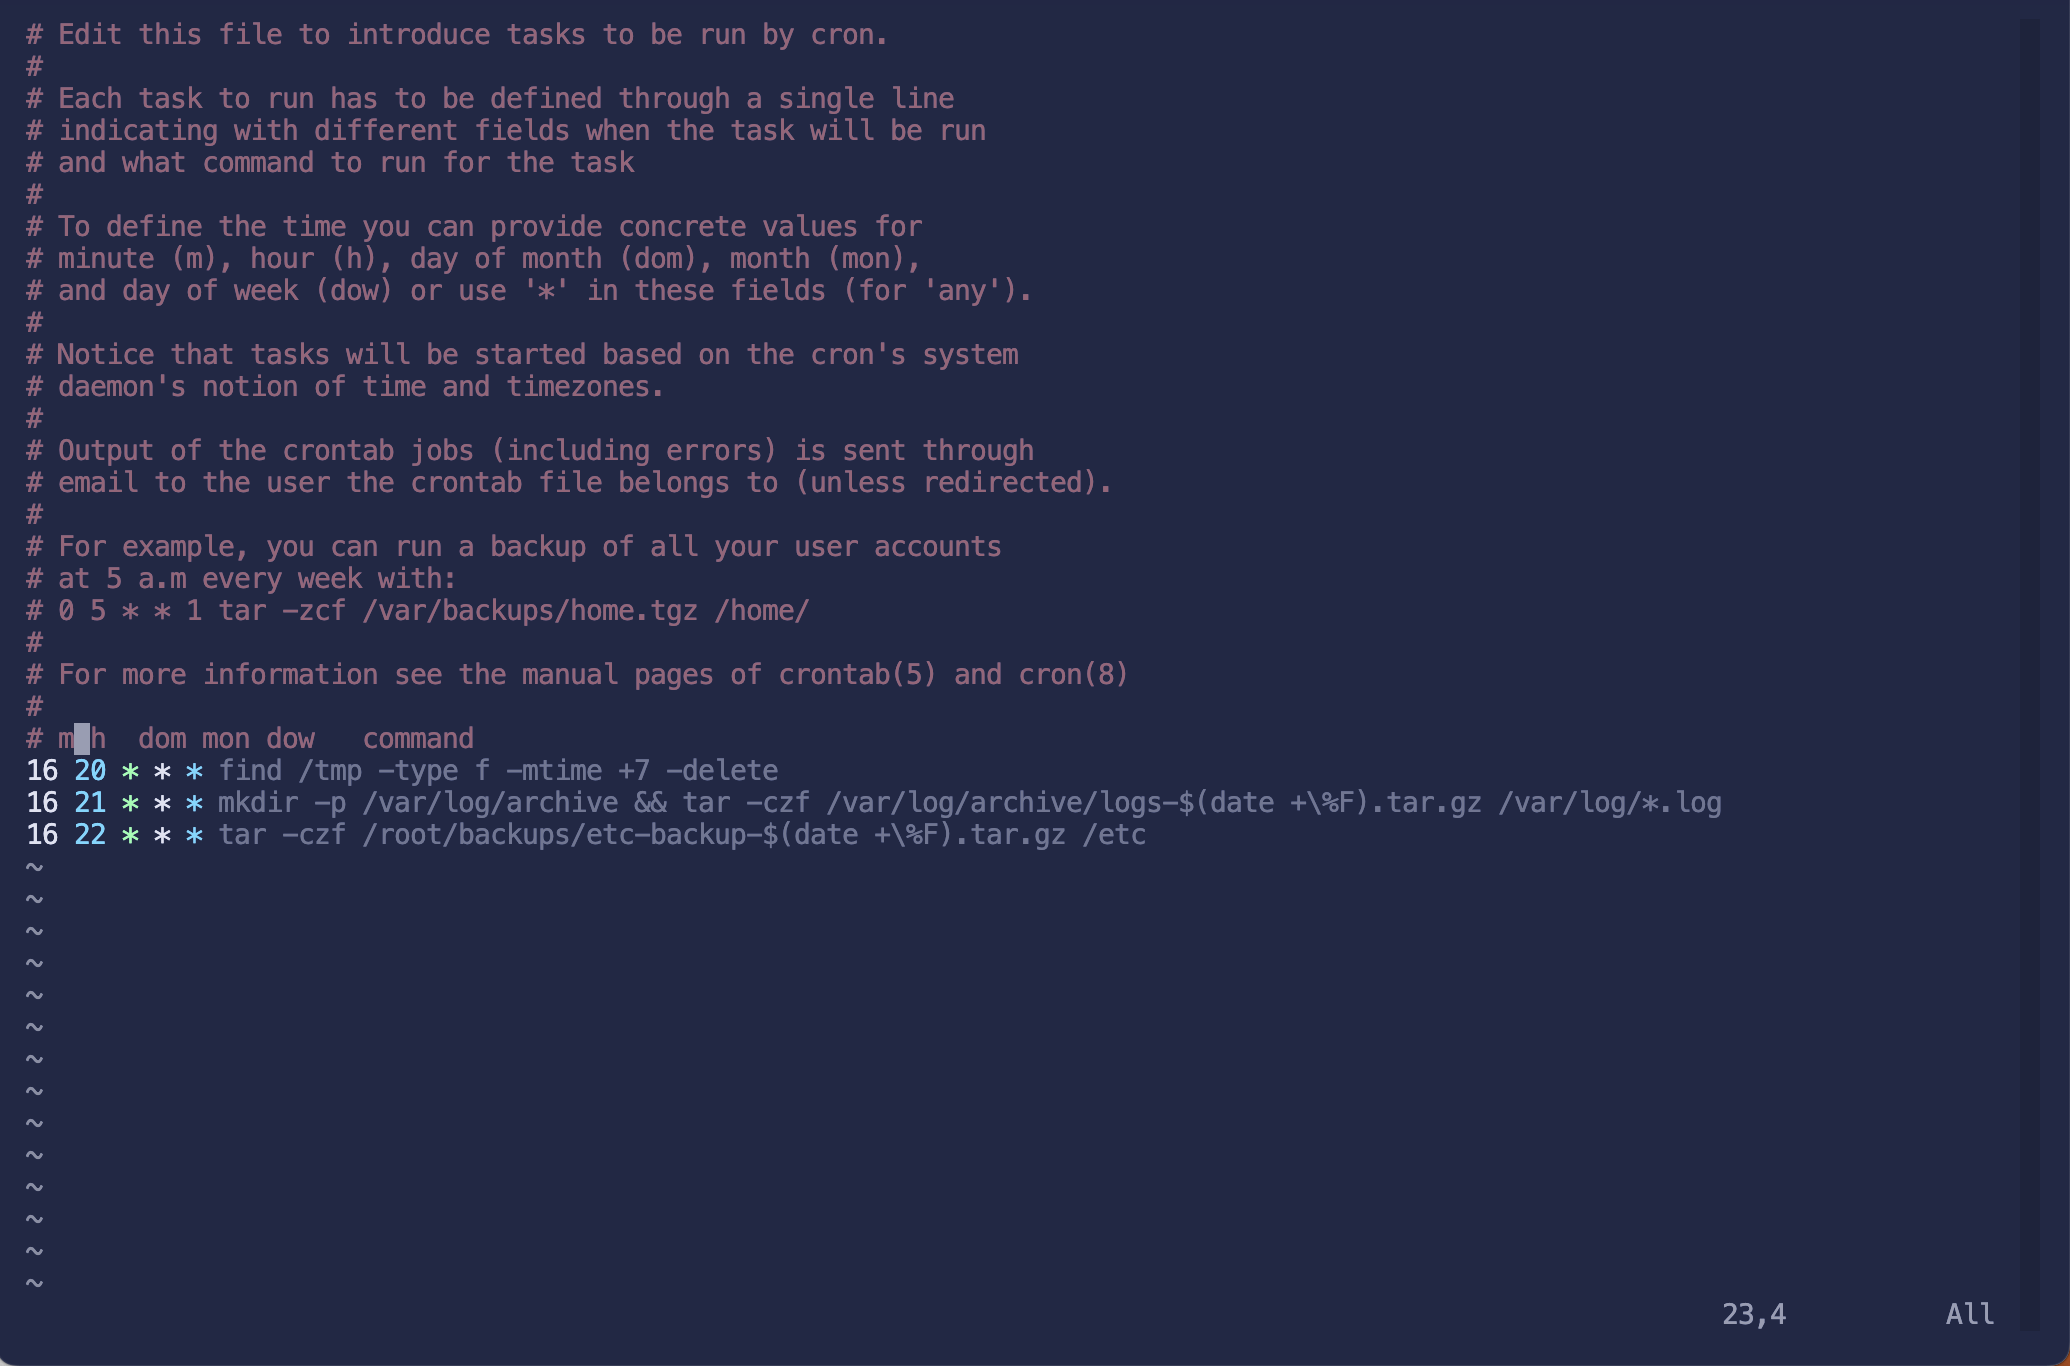 # Edit this file to introduce tasks to be run by cron.
#
# Each task to run has to be defined through a single line
# indicating with different fields when the task will be run
# and what command to run for the task
#
# To define the time you can provide concrete values for
# minute (m), hour (h), day of month (dom), month (mon),
# and day of week (dow) or use '*' in these fields (for 'any').
#
# Notice that tasks will be started based on the cron's system
# daemon's notion of time and timezones.
#
# Output of the crontab jobs (including errors) is sent through
# email to the user the crontab file belongs to (unless redirected).
#
# For example, you can run a backup of all your user accounts
# at 5 a.m every week with:
# 0 5 * * 1 tar -zcf /var/backups/home.tgz /home/
#
# For more information see the manual pages of crontab(5) and cron(8)
#
# m h  dom mon dow   command
16 20 * * * find /tmp -type f -mtime +7 -delete
16 21 * * * mkdir -p /var/log/archive && tar -czf /var/log/archive/logs-$(date +\%F).tar.gz /var/log/*.log
16 22 * * * tar -czf /root/backups/etc-backup-$(date +\%F).tar.gz /etc
~
~
~
~
~
~
~
~
~
~
~
~
~
~
23,4 All